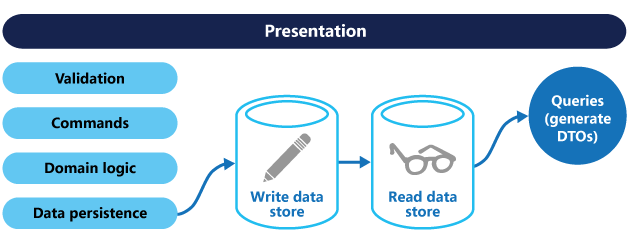 Presentation
Validation
Commands
Domain logic
Data persistence
Write data
store
Read data
store
Queries
(generate
DTOs)